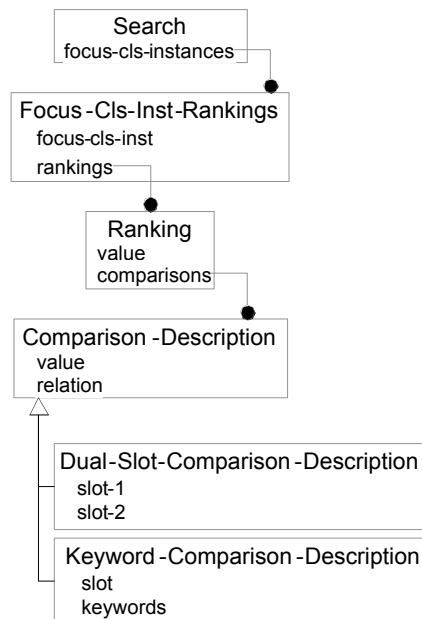 Search
focus-cls-instances
Focus-Cls-Inst-Rankings
focus-cls-inst
rankings
Ranking
value
comparisons
Comparison-Description
value
relation
Dual-Slot-Comparison-Description
slot-1
slot-2
Keyword-Comparison-Description
slot
keywords